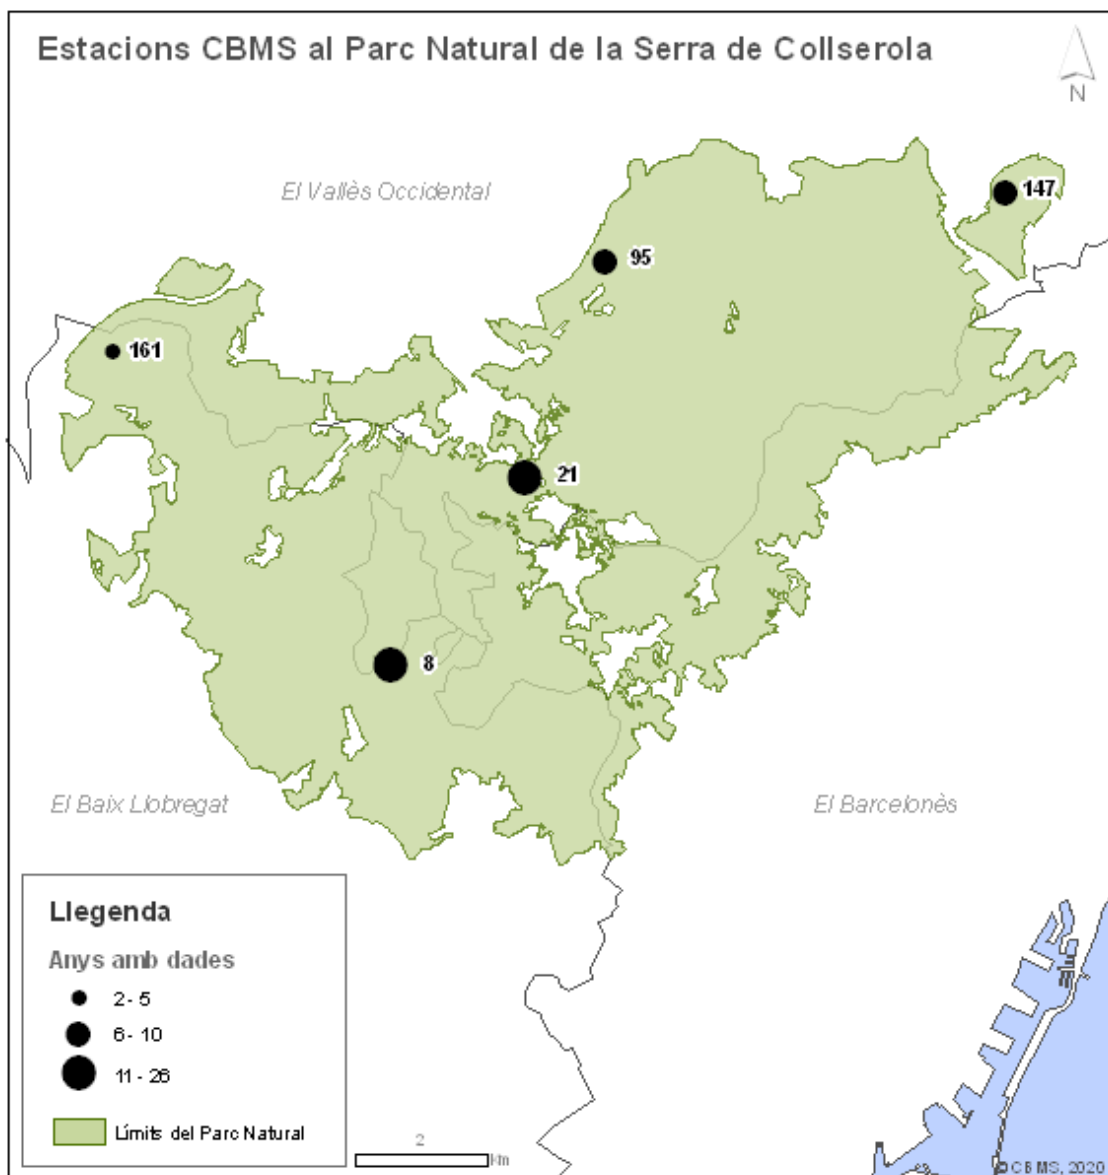 Estacions CBMS al Parc Natural de la Serra de Collserola
N
El Vallès Occidental
147
95
161
21
8
El Baix Llobregat
El Barcelonès
Llegenda
Anys amb dades
2 - 5
6 - 10
11 - 26
Límits del Parc Natural
2
Km
© CBMS, 2020